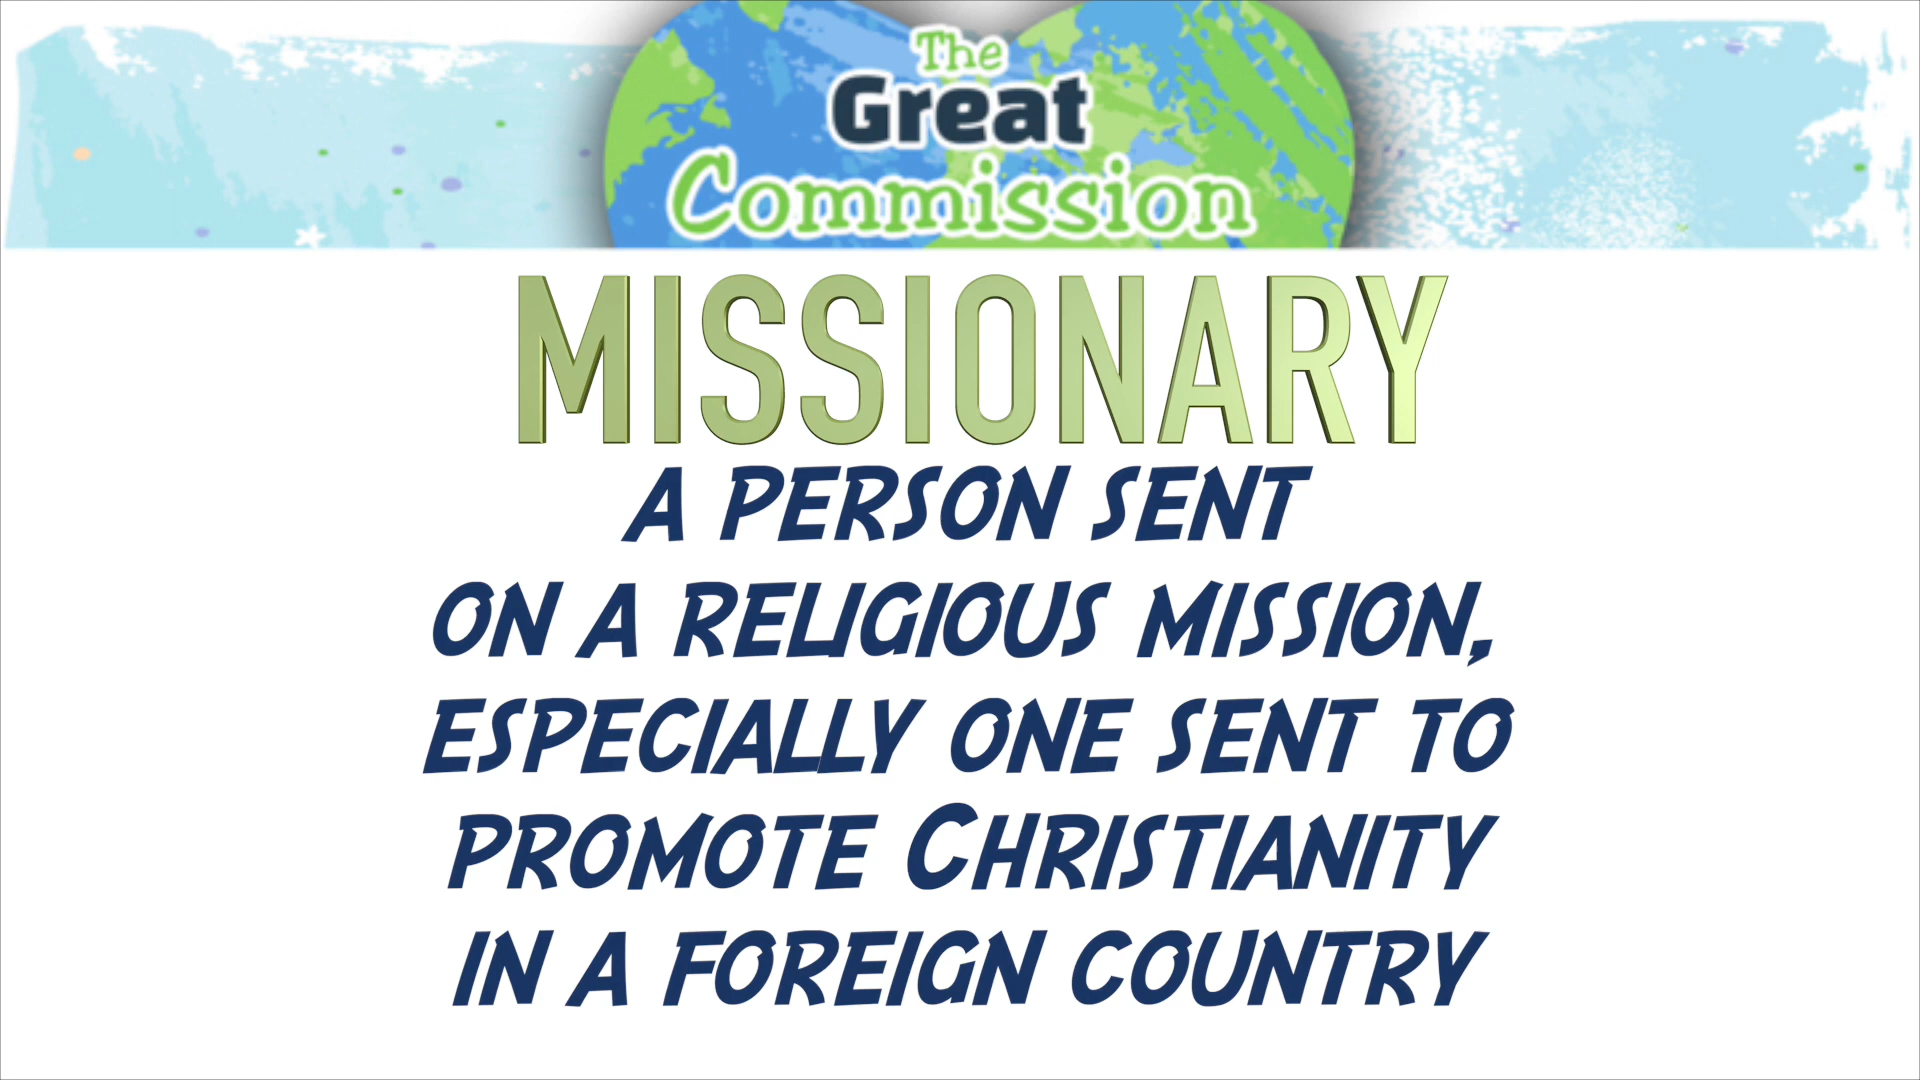 The
Great
Commission
MISSIONARY
A PERSON SENT
ON A RELIGIOUS MISSION,
ESPECIALLY ONE SENT TO
PROMOTE CHRISTIANITY
IN A FOREIGN COUNTRY